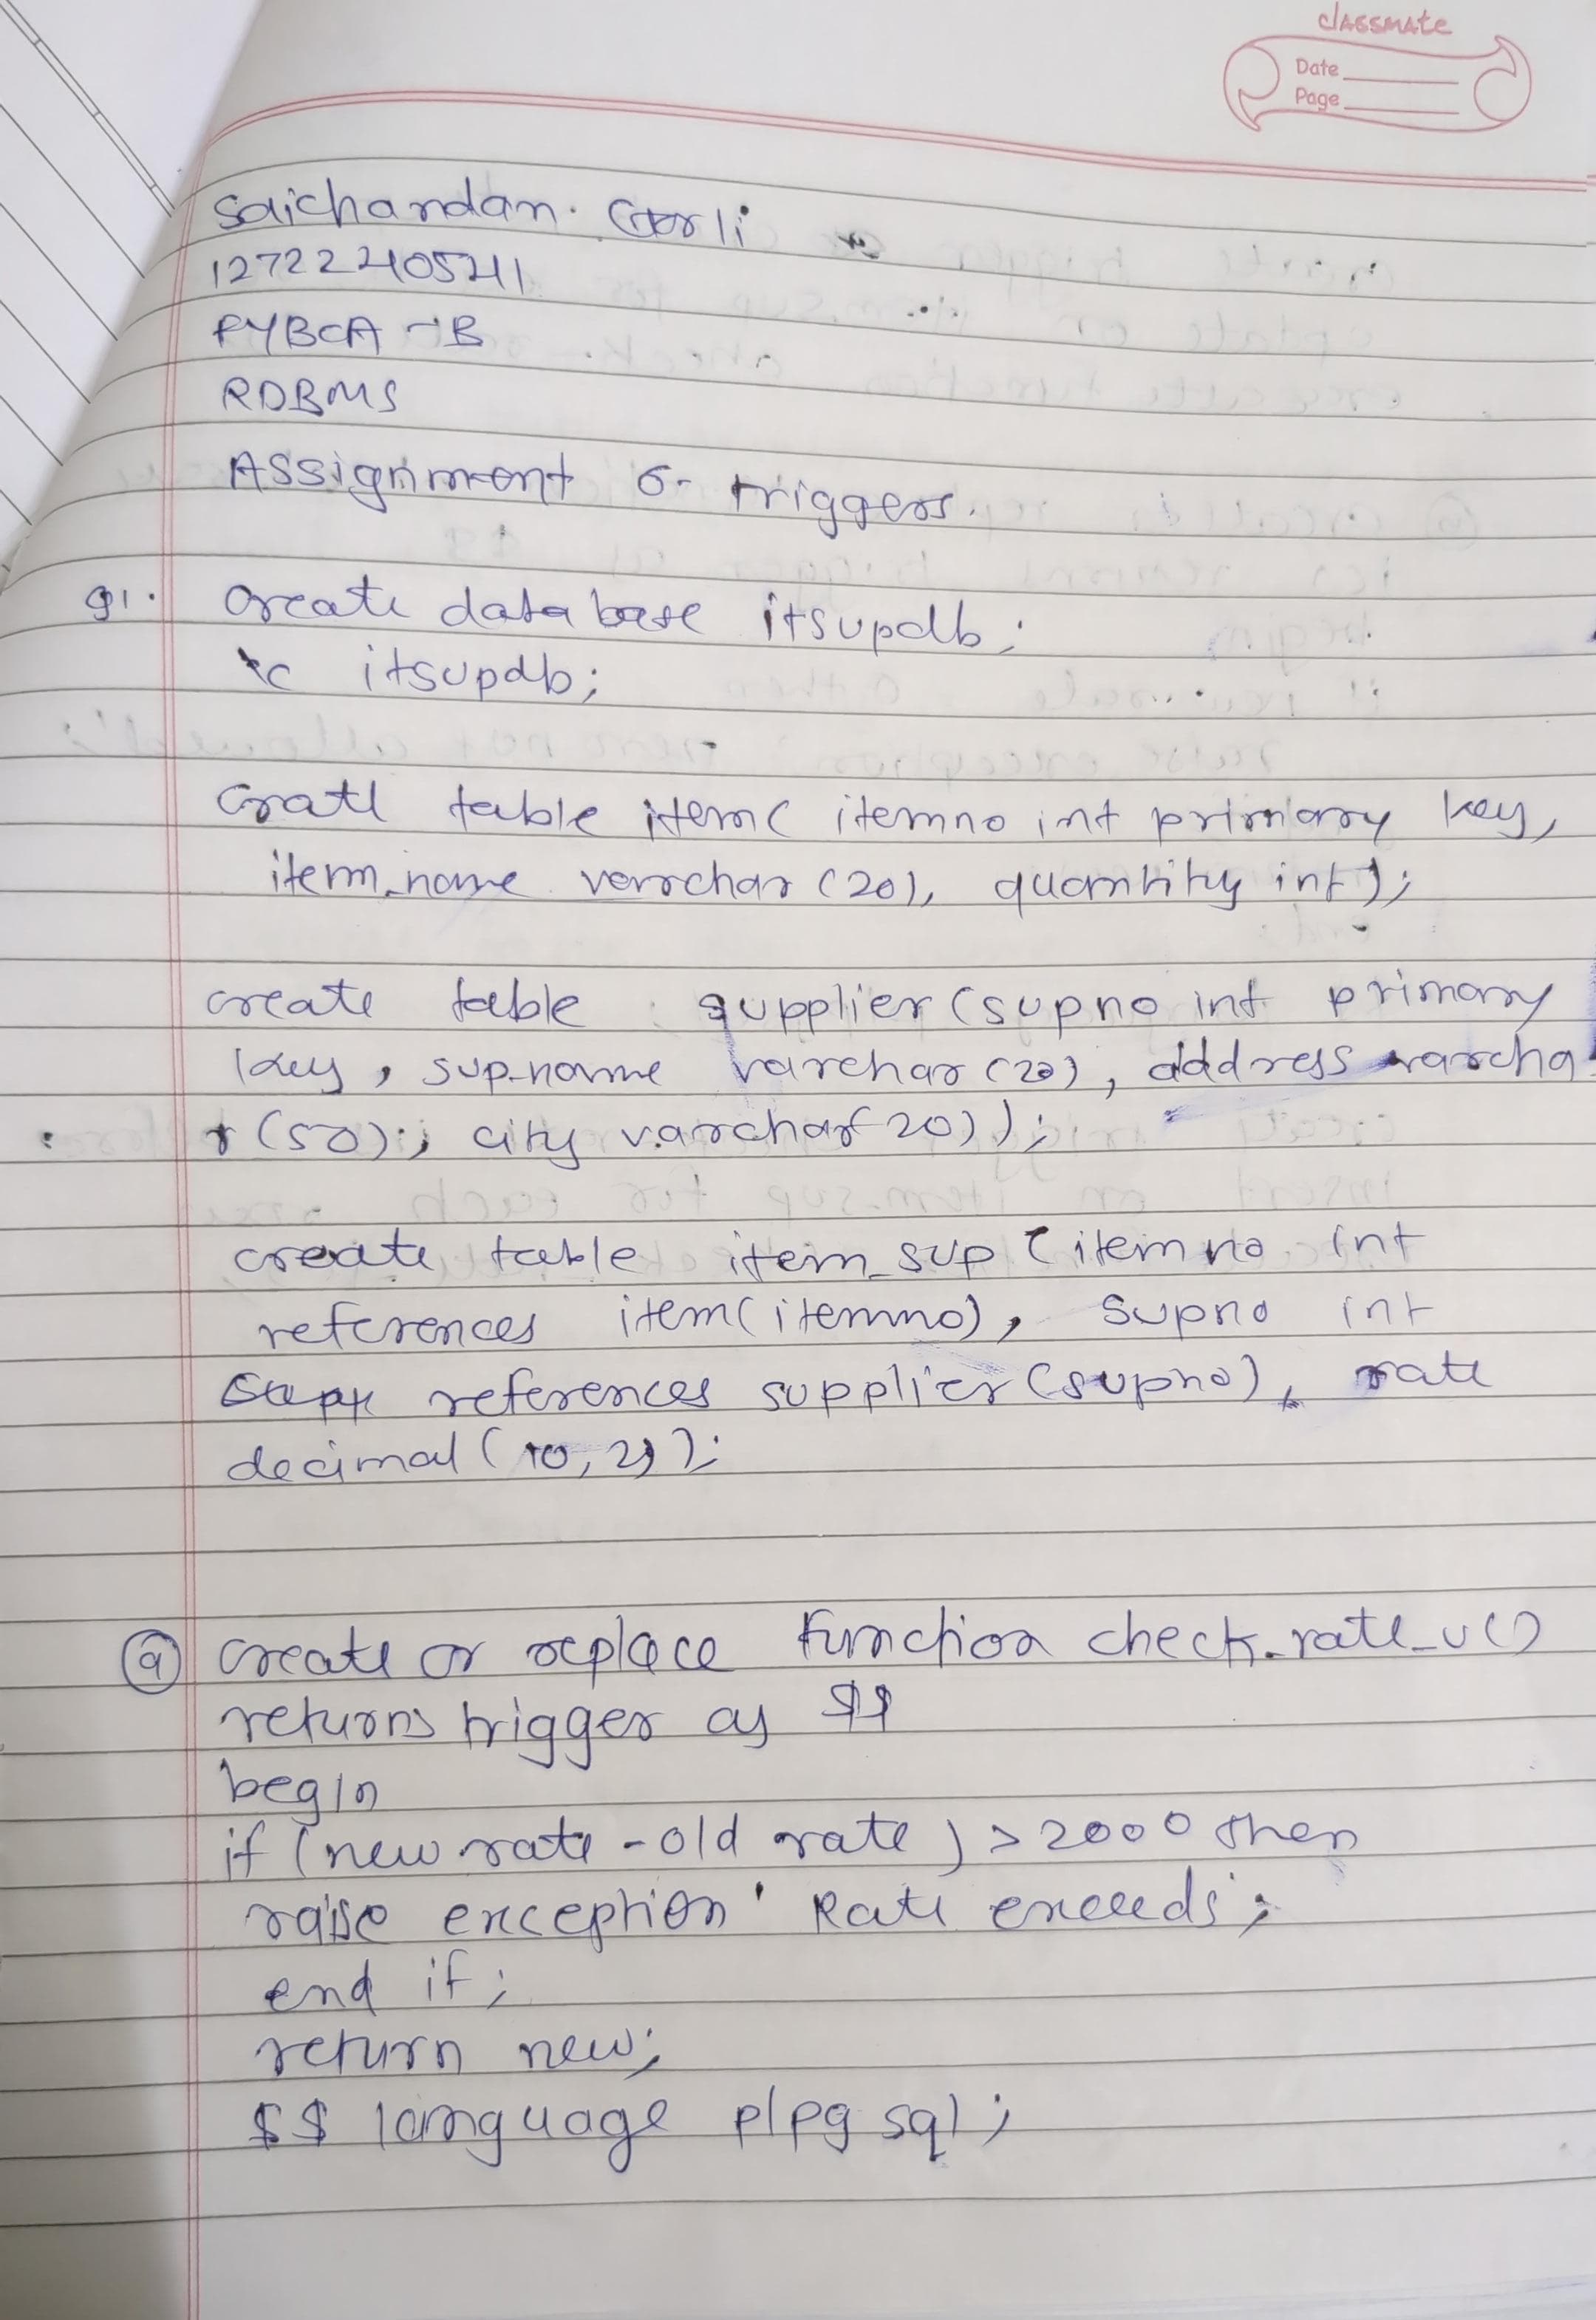 classmate
Date
Page
Saichandan. Gorli
12722240541
FYBCA - B
RDBMS
Assignment 6- triggers.
Q1. create database itsupdb;
\c itsupdb;
Cratl table item( itemno int primary key,
item_name varchar (20), quantity int);
create table supplier (supno int primary
key, sup_name varchar (20), address varcha
r (50), city varchar(20));
create table item_sup (itemno int
references item(itemno), supno int
references supplier (supno), rate
decimal (10,2));
(a) create or replace function check_rate_u()
returns trigger as $$
begin
if (new rate - old rate) > 2000 then
raise exception ' Rate exceeds';
end if;
return new;
$$ language plpgsql;